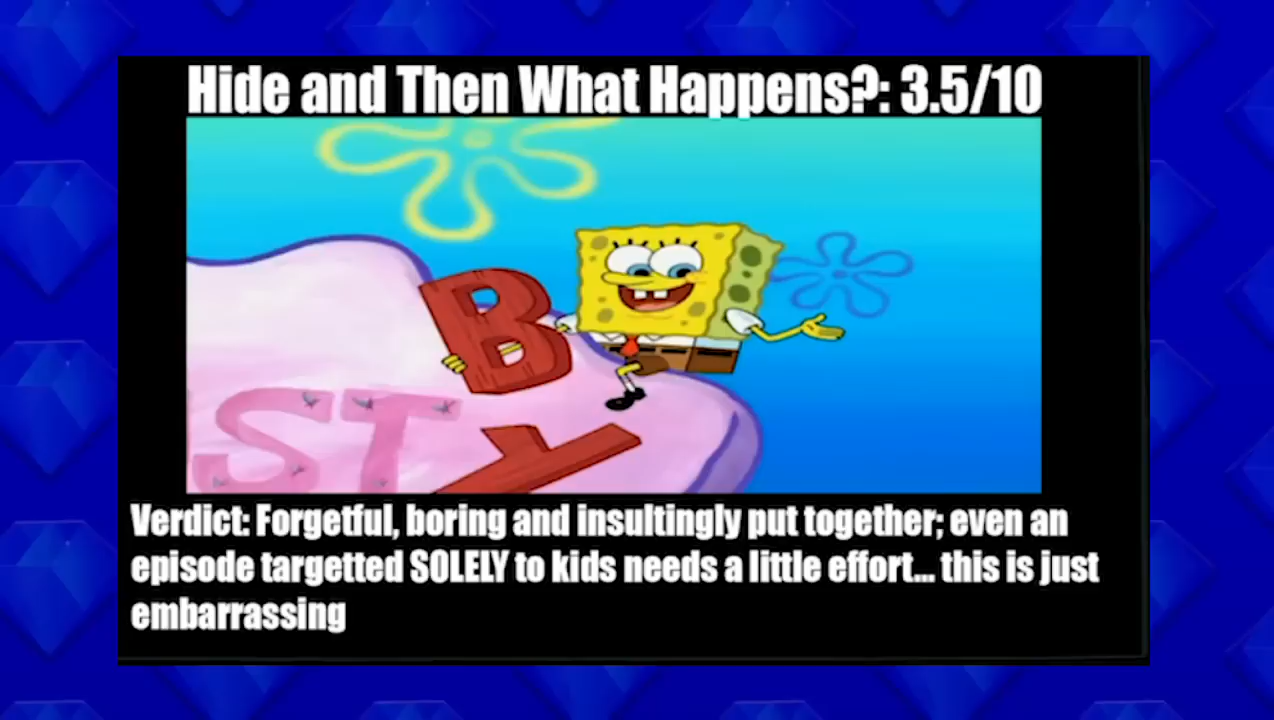 Hide and Then What Happens?: 3.5/10
B
ST
Y
Verdict: Forgetful, boring and insultingly put together; even an
episode targetted SOLELY to kids needs a little effort... this is just
embarrassing